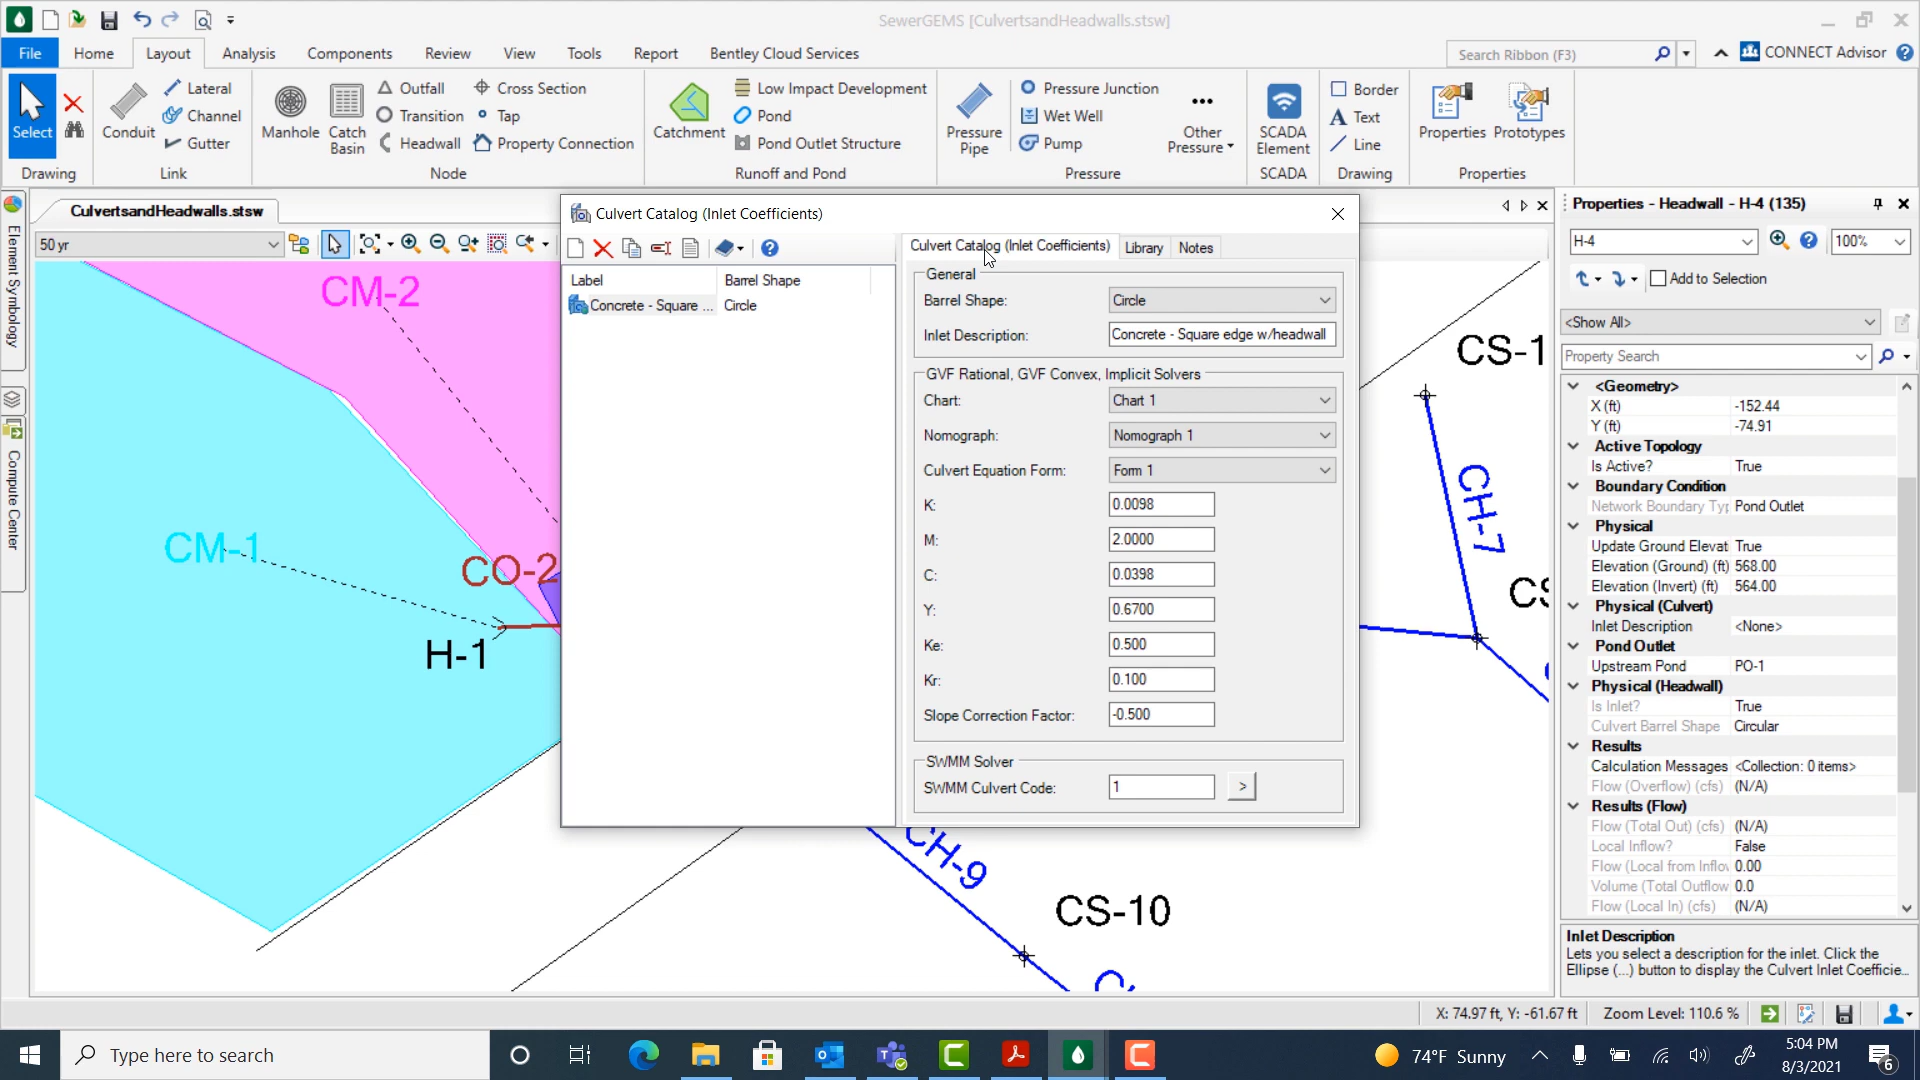 SewerGEMS [CulvertsandHeadwalls.stsw]
File Home Layout Analysis Components Review View Tools Report Bentley Cloud Services
Search Ribbon (F3) CONNECT Advisor
Select
Drawing
Conduit
Lateral
Channel
Gutter
Link
Manhole
Catch Basin
Outfall
Transition
Headwall
Cross Section
Tap
Property Connection
Node
Catchment
Low Impact Development
Pond
Pond Outlet Structure
Runoff and Pond
Pressure Pipe
Pressure Junction
Wet Well
Pump
Other Pressure
Pressure
SCADA Element
SCADA
Border
Text
Line
Drawing
Properties
Prototypes
Properties
Element Symbology
Compute Center
CulvertsandHeadwalls.stsw
50 yr
CM-2
CM-1
CO-2
H-1
CS-1
CH-7
CS
CH-9
CS-10
Culvert Catalog (Inlet Coefficients)
Label Barrel Shape
Concrete - Square ... Circle
Culvert Catalog (Inlet Coefficients) Library Notes
General
Barrel Shape: Circle
Inlet Description: Concrete - Square edge w/headwall
GVF Rational, GVF Convex, Implicit Solvers
Chart: Chart 1
Nomograph: Nomograph 1
Culvert Equation Form: Form 1
K: 0.0098
M: 2.0000
C: 0.0398
Y: 0.6700
Ke: 0.500
Kr: 0.100
Slope Correction Factor: -0.500
SWMM Solver
SWMM Culvert Code: 1 >
Properties - Headwall - H-4 (135)
H-4 100%
Add to Selection
<Show All>
Property Search
<Geometry>
X (ft) -152.44
Y (ft) -74.91
Active Topology
Is Active? True
Boundary Condition
Network Boundary Typ Pond Outlet
Physical
Update Ground Elevat True
Elevation (Ground) (ft) 568.00
Elevation (Invert) (ft) 564.00
Physical (Culvert)
Inlet Description <None>
Pond Outlet
Upstream Pond PO-1
Physical (Headwall)
Is Inlet? True
Culvert Barrel Shape Circular
Results
Calculation Messages <Collection: 0 items>
Flow (Overflow) (cfs) (N/A)
Results (Flow)
Flow (Total Out) (cfs) (N/A)
Local Inflow? False
Flow (Local from Inflov 0.00
Volume (Total Outflow 0.0
Flow (Local In) (cfs) (N/A)
Inlet Description
Lets you select a description for the inlet. Click the
Ellipse (...) button to display the Culvert Inlet Coefficie...
X: 74.97 ft, Y: -61.67 ft Zoom Level: 110.6 %
Type here to search
74°F Sunny
5:04 PM
8/3/2021
6